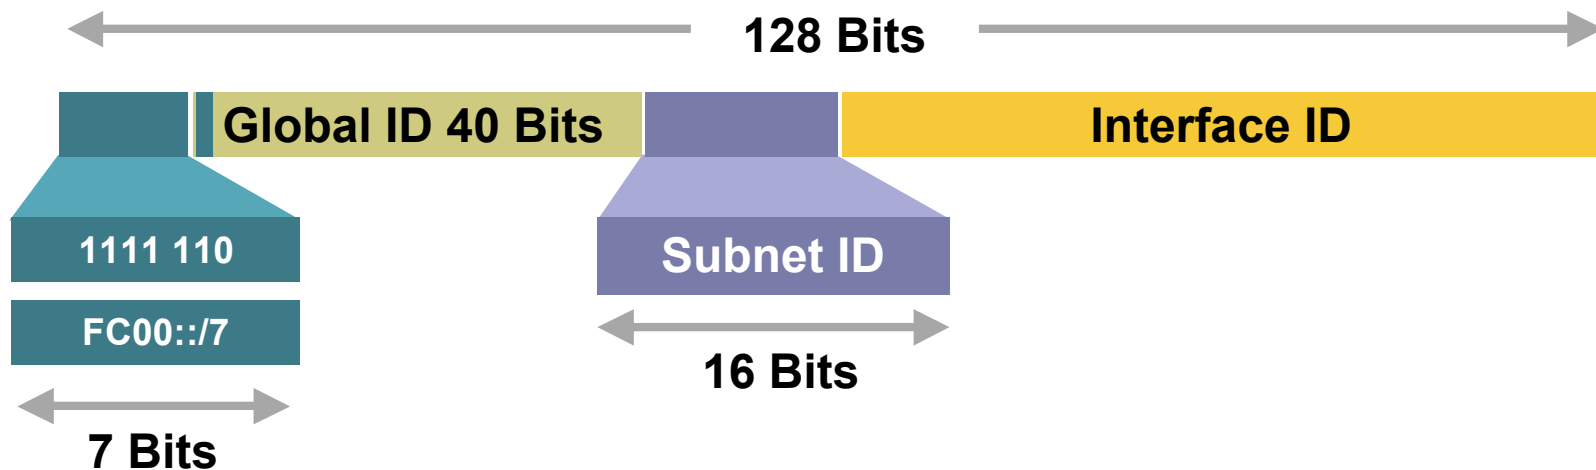 128 Bits
Global ID 40 Bits
Interface ID
1111 110
Subnet ID
FC00::/7
16 Bits
7 Bits